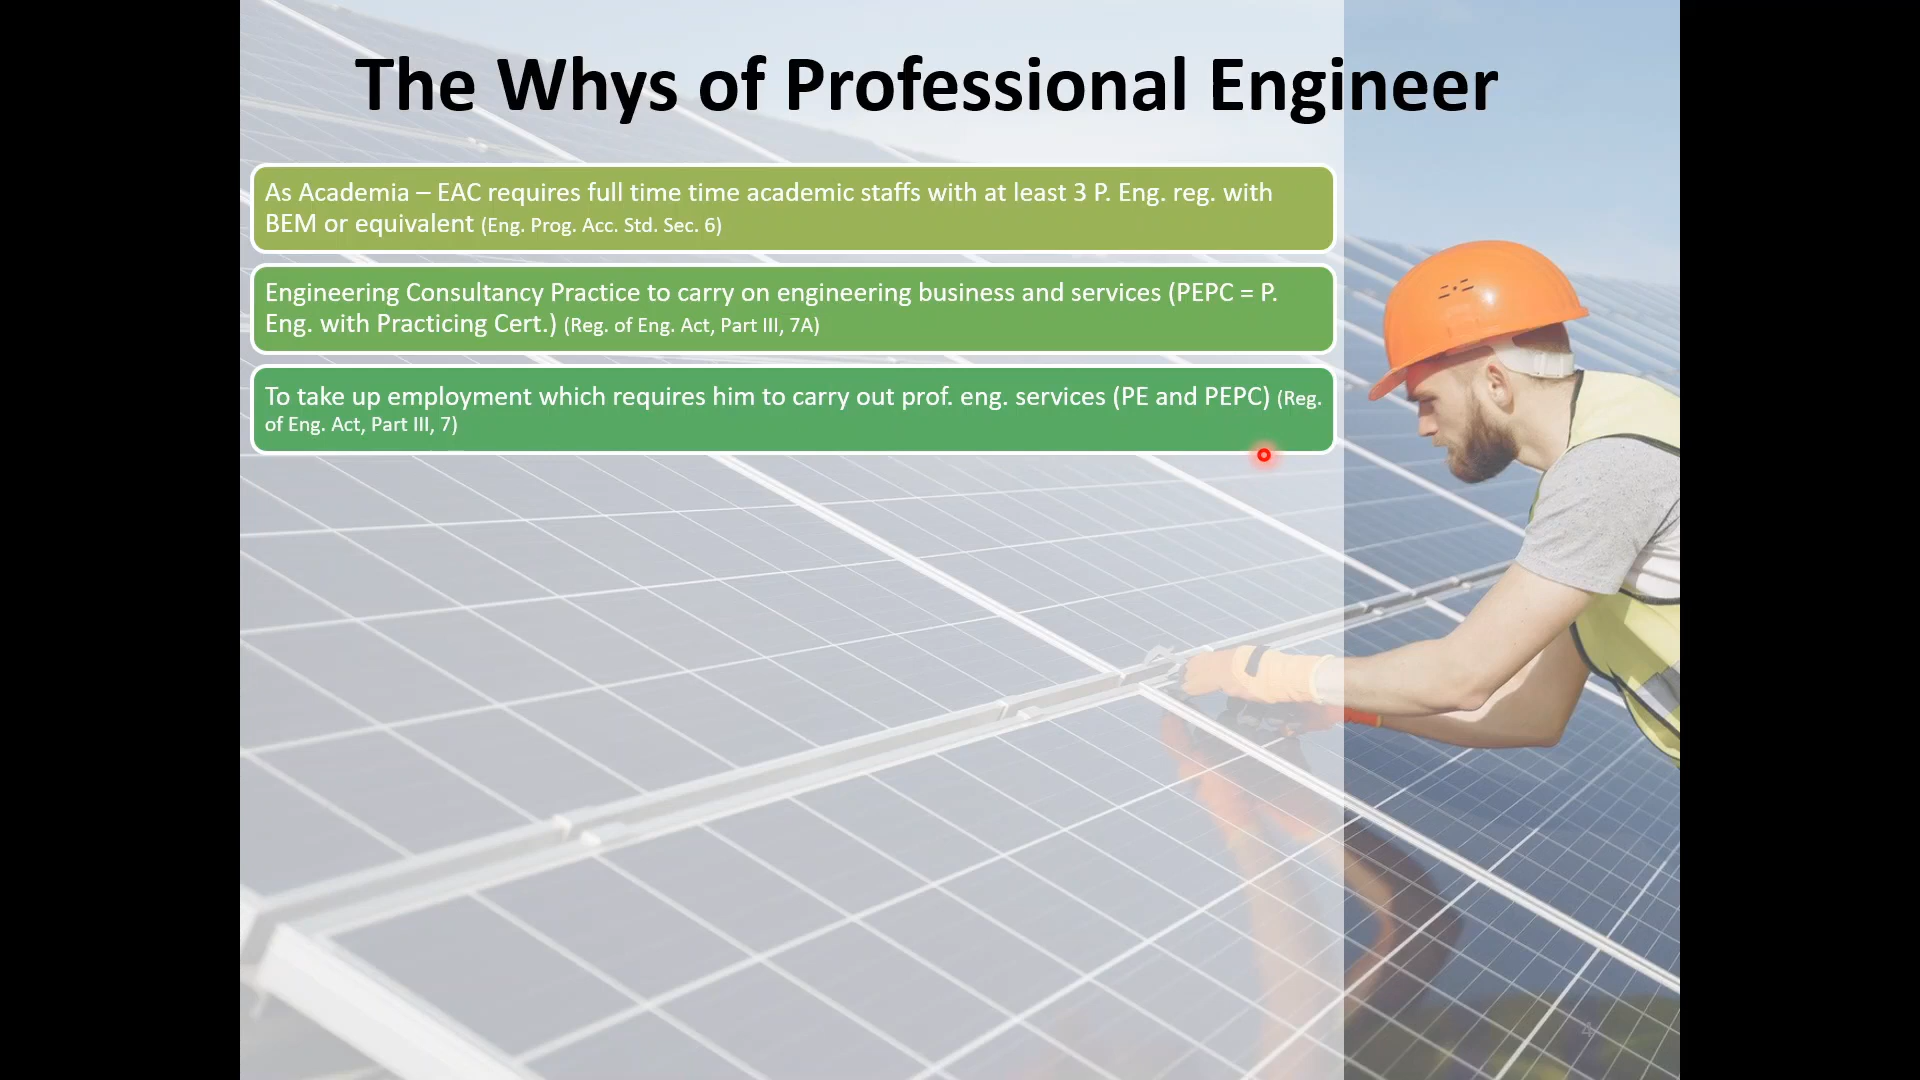 The Whys of Professional Engineer
As Academia – EAC requires full time time academic staffs with at least 3 P. Eng. reg. with
BEM or equivalent (Eng. Prog. Acc. Std. Sec. 6)
Engineering Consultancy Practice to carry on engineering business and services (PEPC = P.
Eng. with Practicing Cert.) (Reg. of Eng. Act, Part III, 7A)
To take up employment which requires him to carry out prof. eng. services (PE and PEPC) (Reg.
of Eng. Act, Part III, 7)
4